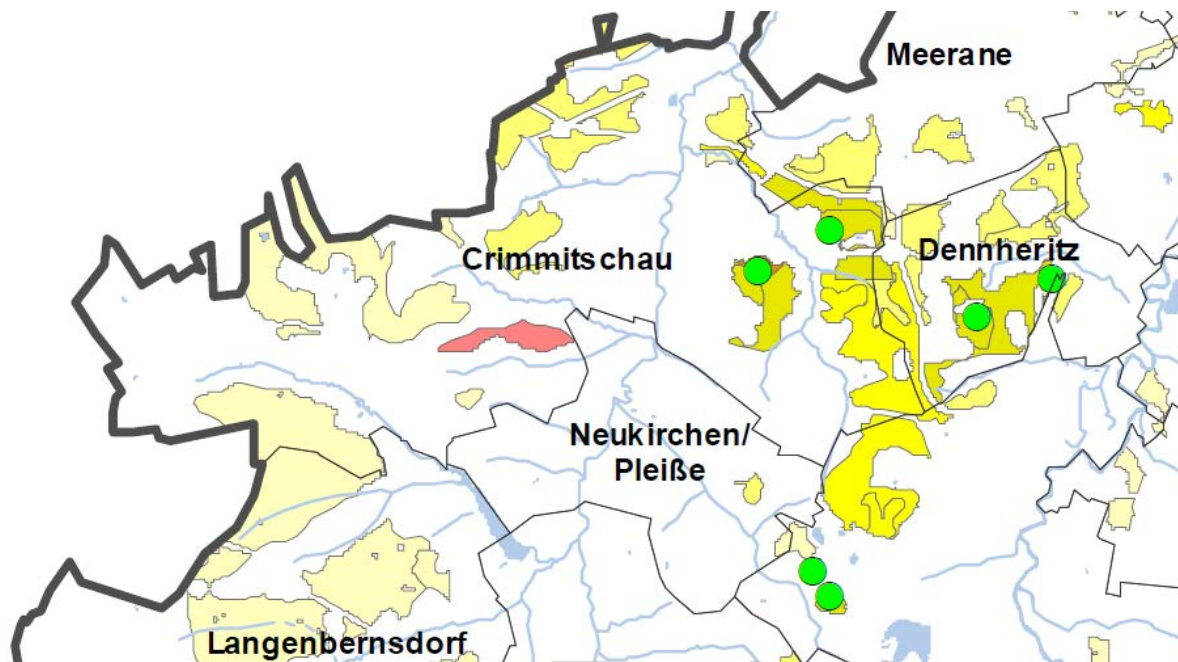 Meerane
Crimmitschau
Dennheritz
Neukirchen/
Pleiße
Langenbernsdorf